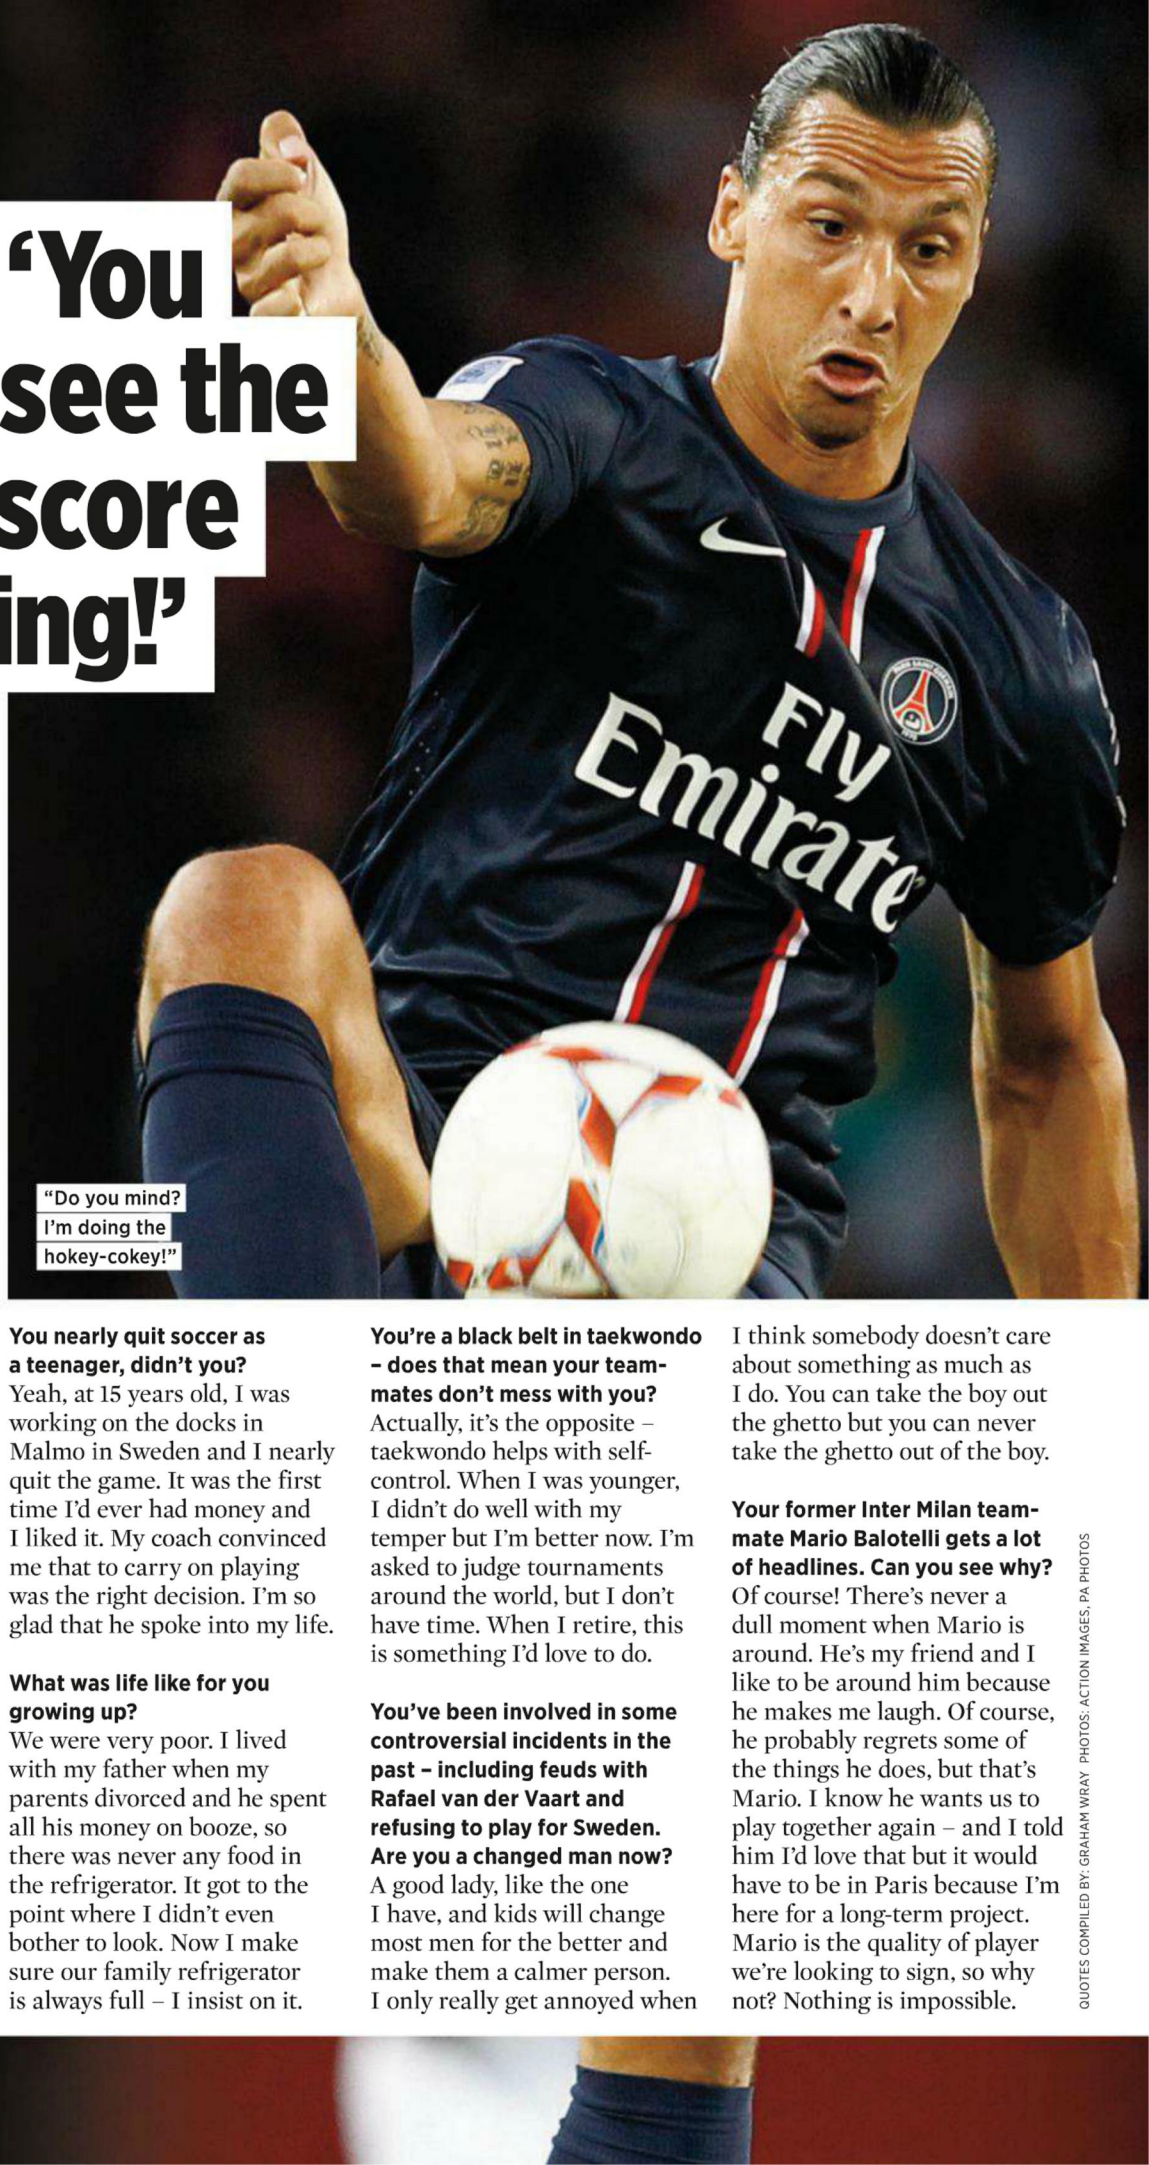 ‘You
see the
score
ing!’
Fly
Emirate
PARIS SAINT GERMAIN
1970
“Do you mind?
I’m doing the
hokey-cokey!”
You nearly quit soccer as
a teenager, didn’t you?
Yeah, at 15 years old, I was
working on the docks in
Malmo in Sweden and I nearly
quit the game. It was the first
time I’d ever had money and
I liked it. My coach convinced
me that to carry on playing
was the right decision. I’m so
glad that he spoke into my life.
What was life like for you
growing up?
We were very poor. I lived
with my father when my
parents divorced and he spent
all his money on booze, so
there was never any food in
the refrigerator. It got to the
point where I didn’t even
bother to look. Now I make
sure our family refrigerator
is always full – I insist on it.
You’re a black belt in taekwondo
– does that mean your team-
mates don’t mess with you?
Actually, it’s the opposite –
taekwondo helps with self-
control. When I was younger,
I didn’t do well with my
temper but I’m better now. I’m
asked to judge tournaments
around the world, but I don’t
have time. When I retire, this
is something I’d love to do.
You’ve been involved in some
controversial incidents in the
past – including feuds with
Rafael van der Vaart and
refusing to play for Sweden.
Are you a changed man now?
A good lady, like the one
I have, and kids will change
most men for the better and
make them a calmer person.
I only really get annoyed when
I think somebody doesn’t care
about something as much as
I do. You can take the boy out
the ghetto but you can never
take the ghetto out of the boy.
Your former Inter Milan team-
mate Mario Balotelli gets a lot
of headlines. Can you see why?
Of course! There’s never a
dull moment when Mario is
around. He’s my friend and I
like to be around him because
he makes me laugh. Of course,
he probably regrets some of
the things he does, but that’s
Mario. I know he wants us to
play together again – and I told
him I’d love that but it would
have to be in Paris because I’m
here for a long-term project.
Mario is the quality of player
we’re looking to sign, so why
not? Nothing is impossible.
QUOTES COMPILED BY: GRAHAM WRAY PHOTOS: ACTION IMAGES, PA PHOTOS